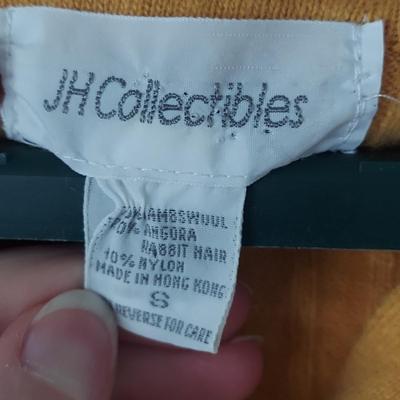 JH Collectibles
LAMBSWOOL
ANGORA
RABBIT HAIR
10% NYLON
MADE IN HONG KONG
S
REVERSE FOR CARE